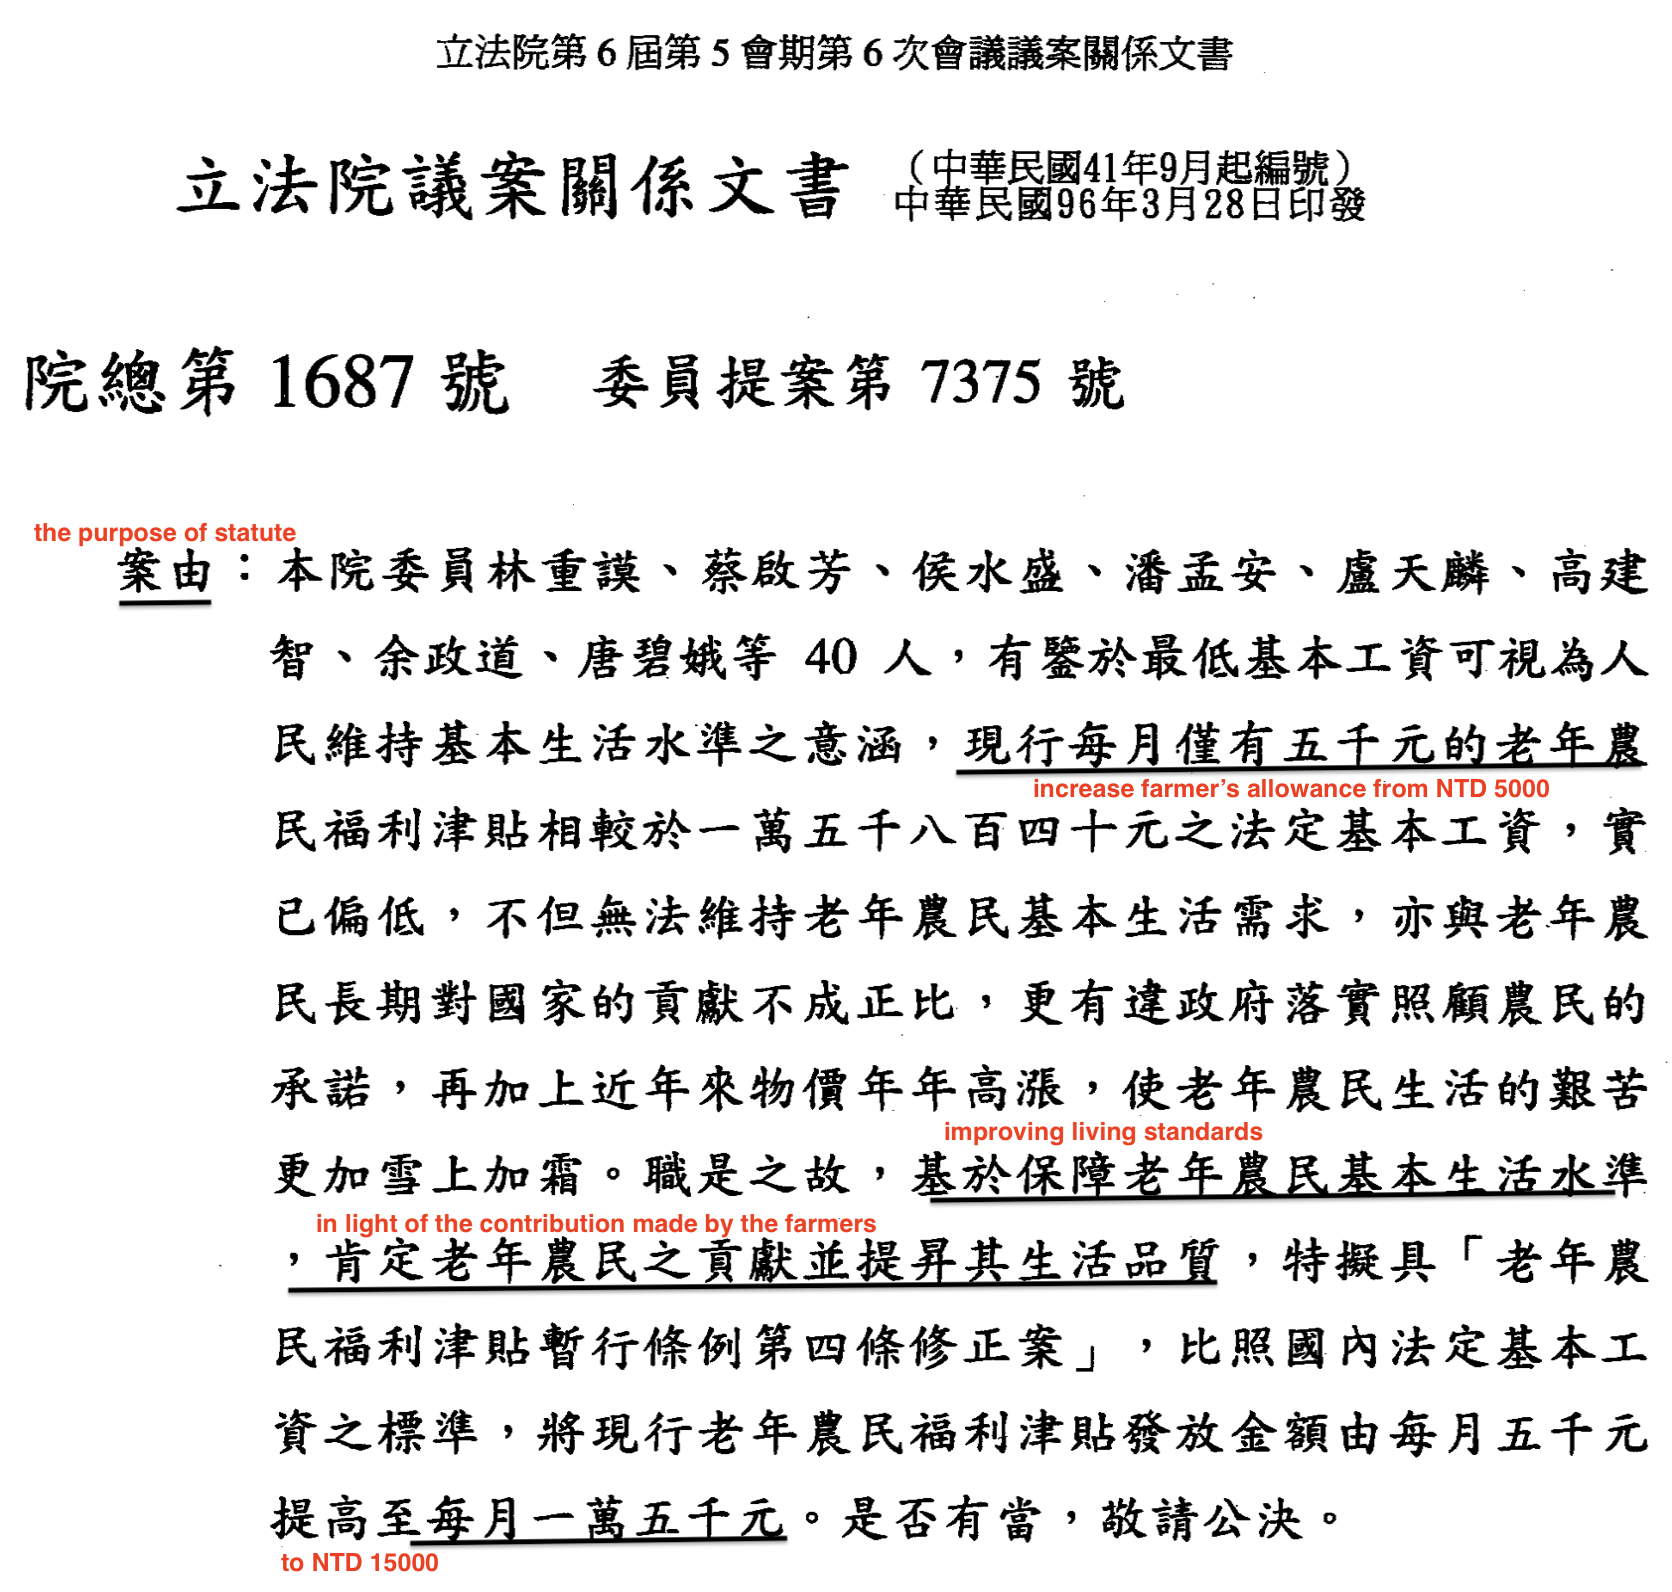 立法院第 6 屆第 5 會期第 6 次會議議案關係文書
立法院議案關係文書 （中華民國41年9月起編號）
中華民國96年3月28日印發
院總第 1687 號 委員提案第 7375 號
the purpose of statute
案由：本院委員林重謨、蔡啟芳、侯水盛、潘孟安、盧天麟、高建
智、余政道、唐碧娥等 40 人，有鑒於最低基本工資可視為人
民維持基本生活水準之意涵，現行每月僅有五千元的老年農
increase farmer’s allowance from NTD 5000
民福利津貼相較於一萬五千八百四十元之法定基本工資，實
已偏低，不但無法維持老年農民基本生活需求，亦與老年農
民長期對國家的貢獻不成正比，更有違政府落實照顧農民的
承諾，再加上近年來物價年年高漲，使老年農民生活的艱苦
improving living standards
更加雪上加霜。職是之故，基於保障老年農民基本生活水準
in light of the contribution made by the farmers
，肯定老年農民之貢獻並提昇其生活品質，特擬具「老年農
民福利津貼暫行條例第四條修正案」，比照國內法定基本工
資之標準，將現行老年農民福利津貼發放金額由每月五千元
提高至每月一萬五千元。是否有當，敬請公決。
to NTD 15000